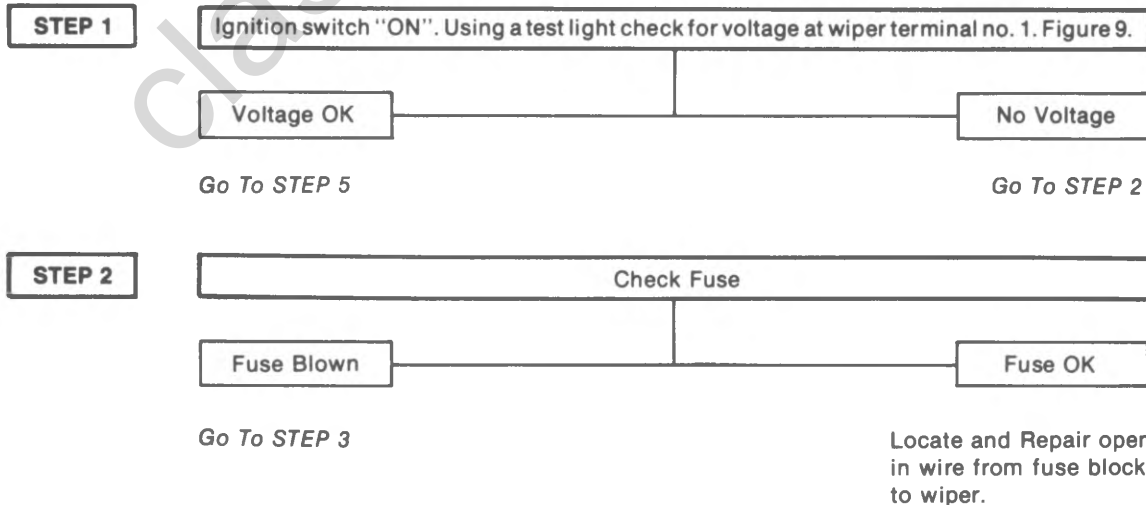 STEP 1
Ignition switch "ON". Using a test light check for voltage at wiper terminal no. 1. Figure 9.
Voltage OK
No Voltage
Go To STEP 5
Go To STEP 2
STEP 2
Check Fuse
Fuse Blown
Fuse OK
Go To STEP 3
Locate and Repair
in wire from fuse block
to wiper.